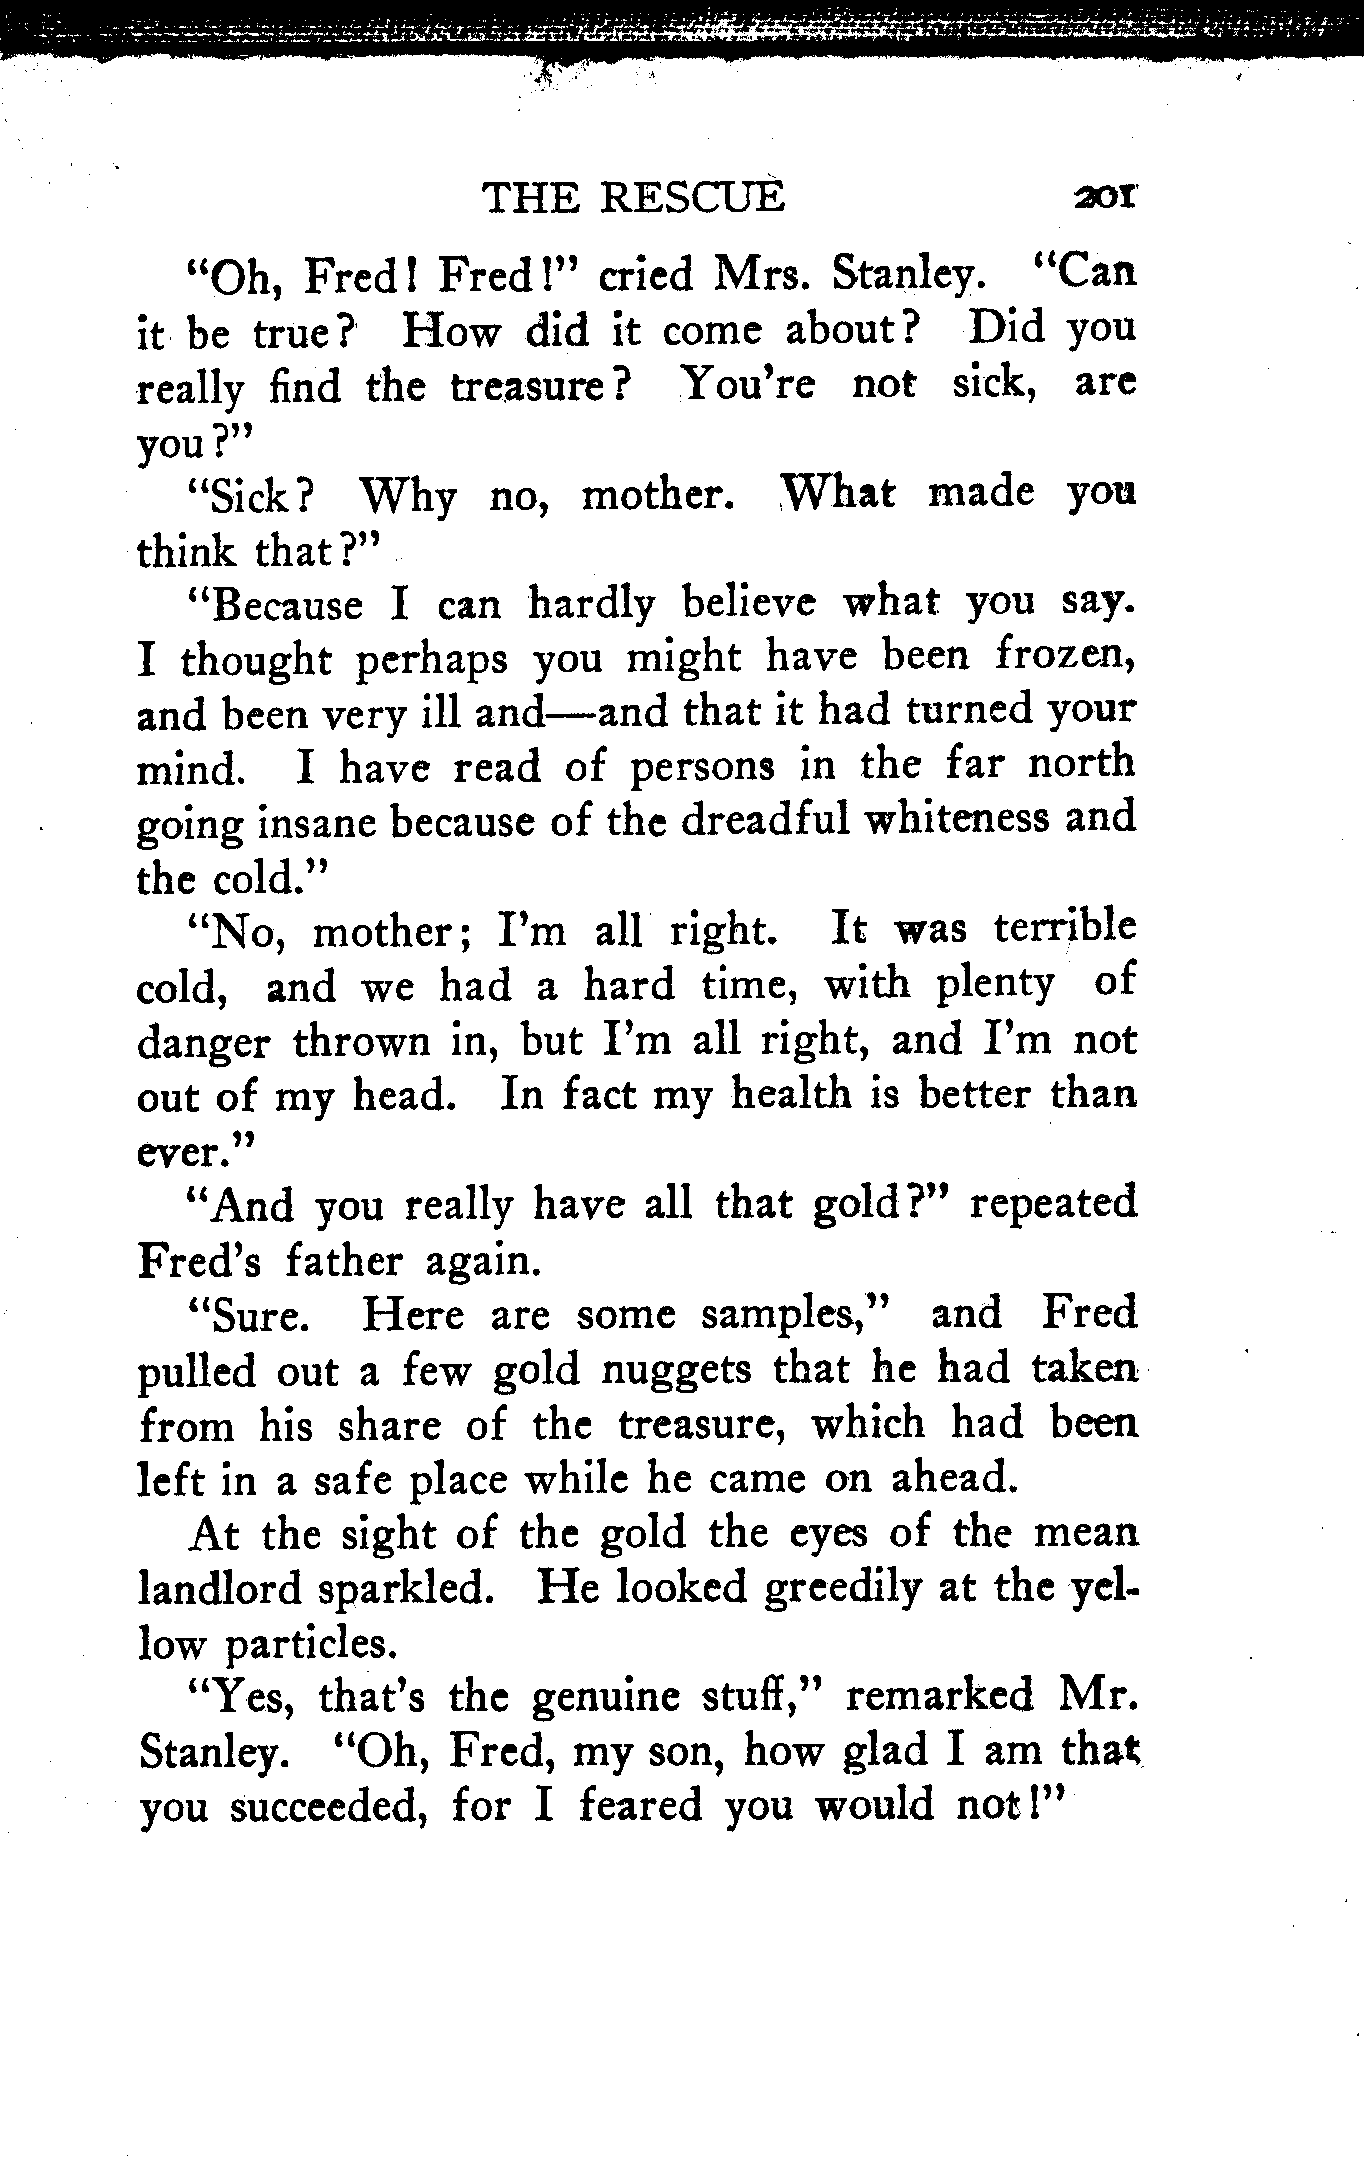 THE RESCUE 201
"Oh, Fred! Fred!" cried Mrs. Stanley. "Can
it be true? How did it come about? Did you
really find the treasure? You're not sick, are
you?"
"Sick? Why no, mother. What made you
think that?"
"Because I can hardly believe what you say.
I thought perhaps you might have been frozen,
and been very ill and—and that it had turned your
mind. I have read of persons in the far north
going insane because of the dreadful whiteness and
the cold."
"No, mother; I'm all right. It was terrible
cold, and we had a hard time, with plenty of
danger thrown in, but I'm all right, and I'm not
out of my head. In fact my health is better than
ever."
"And you really have all that gold?" repeated
Fred's father again.
"Sure. Here are some samples," and Fred
pulled out a few gold nuggets that he had taken
from his share of the treasure, which had been
left in a safe place while he came on ahead.
At the sight of the gold the eyes of the mean
landlord sparkled. He looked greedily at the yel-
low particles.
"Yes, that's the genuine stuff," remarked Mr.
Stanley. "Oh, Fred, my son, how glad I am that
you succeeded, for I feared you would not!"